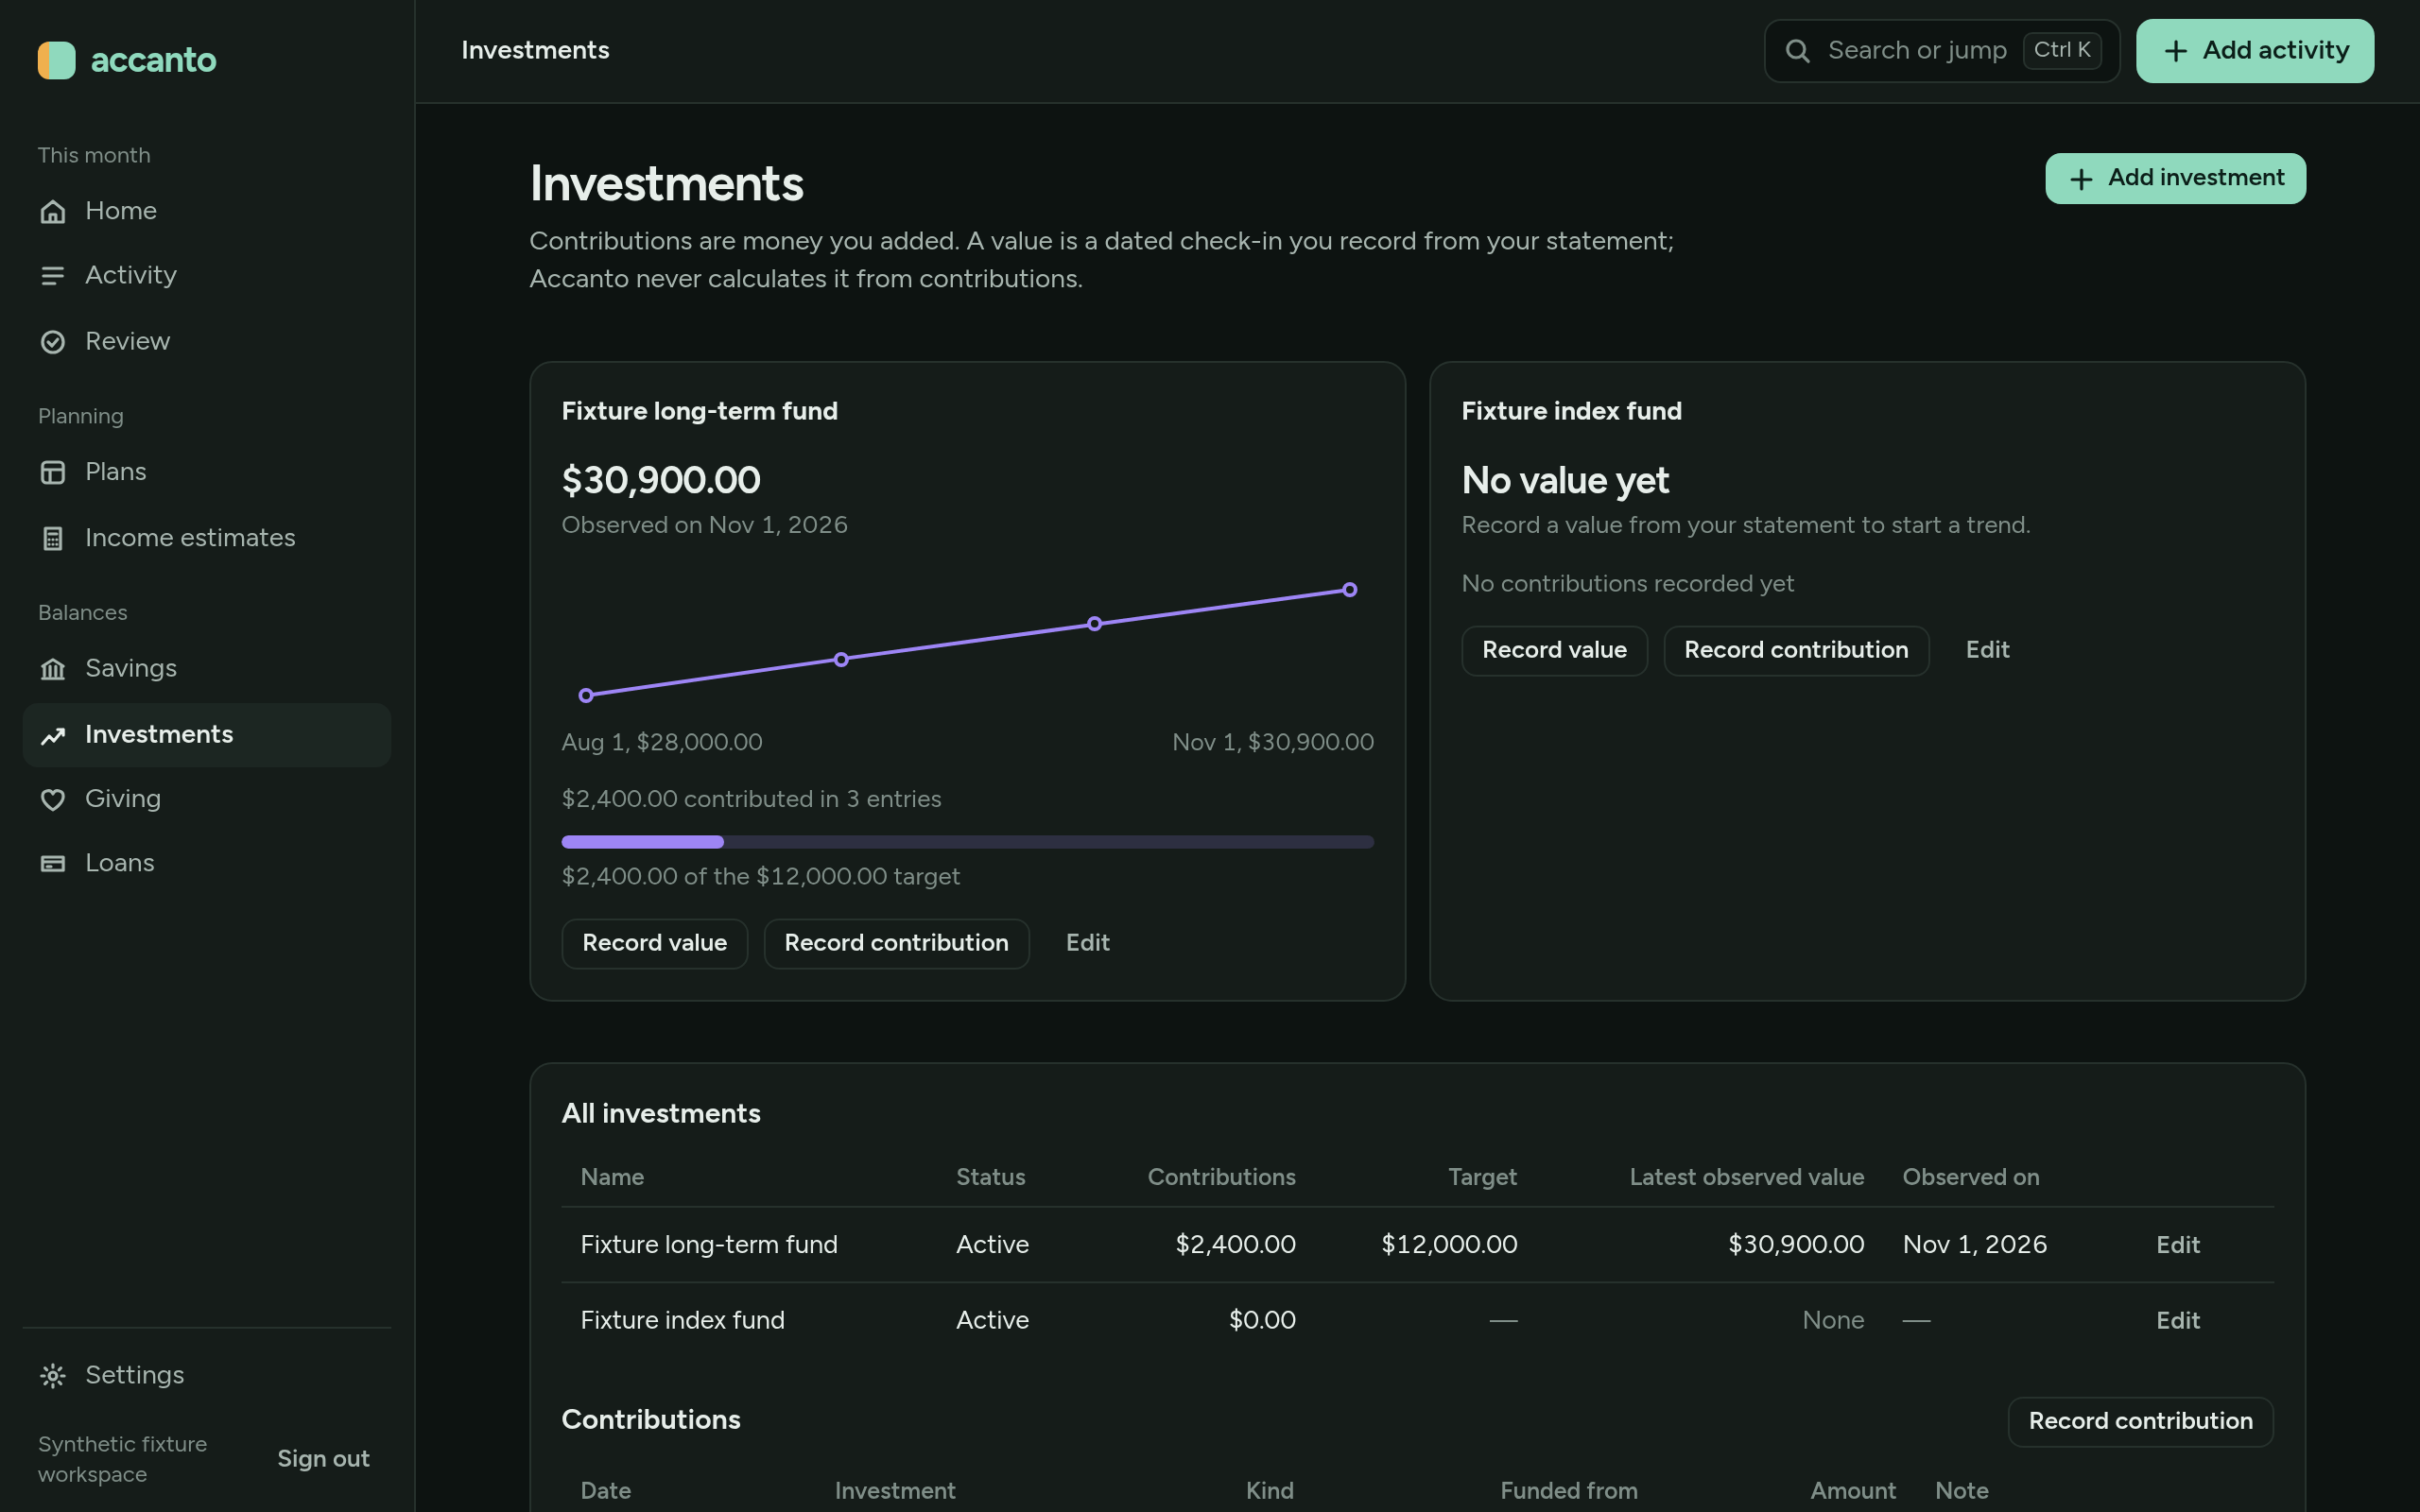 accanto
This month
Home
Activity
Review
Planning
Plans
Income estimates
Balances
Savings
Investments
Giving
Loans
Settings
Synthetic fixture
workspace
Sign out
Investments
Search or jump
Ctrl K
Add activity
Investments
Add investment
Contributions are money you added. A value is a dated check-in you record from your statement;
Accanto never calculates it from contributions.
Fixture long-term fund
$30,900.00
Observed on Nov 1, 2026
Aug 1, $28,000.00
Nov 1, $30,900.00
$2,400.00 contributed in 3 entries
$2,400.00 of the $12,000.00 target
Record value
Record contribution
Edit
Fixture index fund
No value yet
Record a value from your statement to start a trend.
No contributions recorded yet
Record value
Record contribution
Edit
All investments
Name Status Contributions Target Latest observed value Observed on
Fixture long-term fund Active $2,400.00 $12,000.00 $30,900.00 Nov 1, 2026 Edit
Fixture index fund Active $0.00 — None — Edit
Contributions
Record contribution
Date Investment Kind Funded from Amount Note